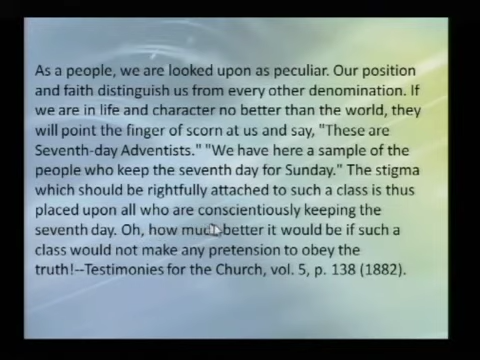 As a people, we are looked upon as peculiar. Our position
and faith distinguish us from every other denomination. If
we are in life and character no better than the world, they
will point the finger of scorn at us and say, "These are
Seventh-day Adventists." "We have here a sample of the
people who keep the seventh day for Sunday." The stigma
which should be rightfully attached to such a class is thus
placed upon all who are conscientiously keeping the
seventh day. Oh, how much better it would be if such a
class would not make any pretension to obey the
truth!--Testimonies for the Church, vol. 5, p. 138 (1882).